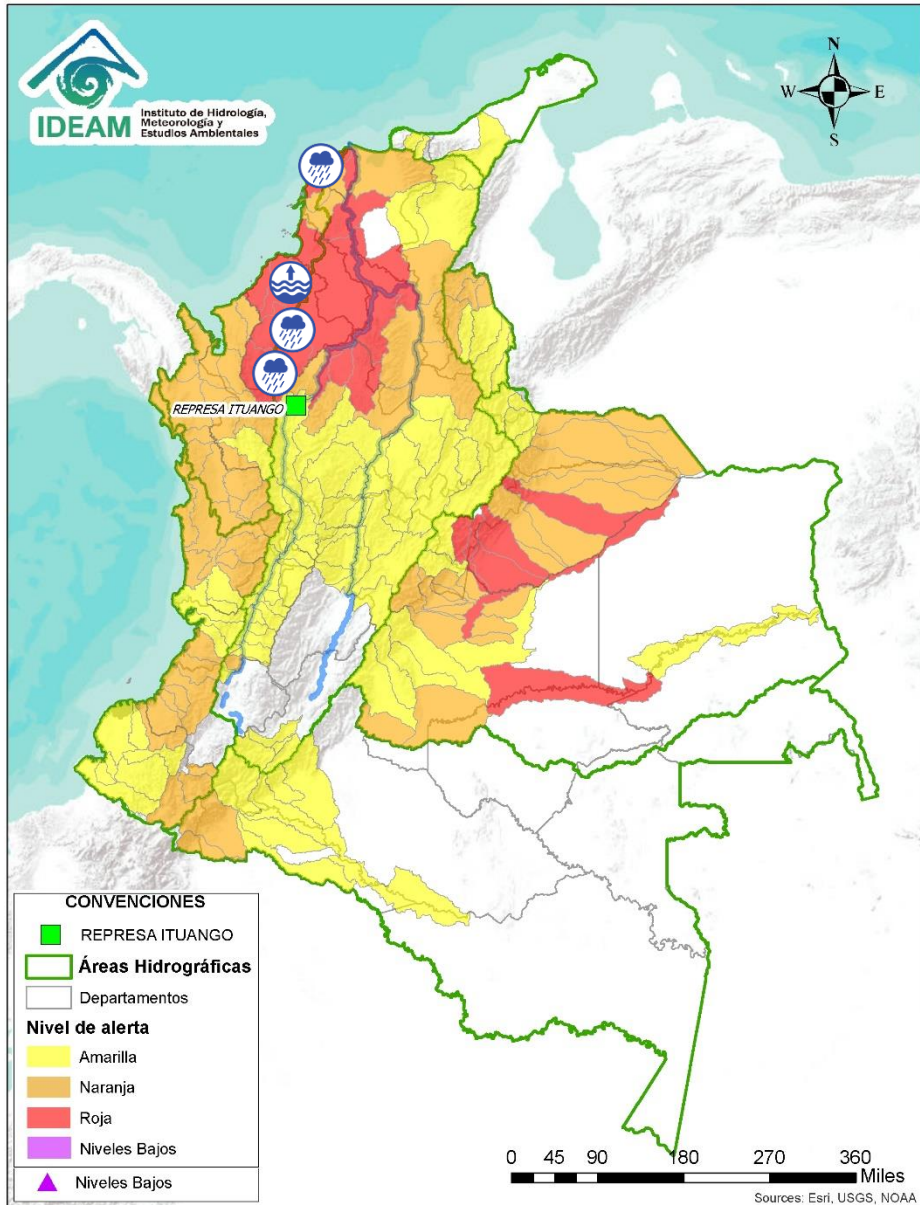 IDEAM
Instituto de Hidrología,
Meteorología y
Estudios Ambientales
N
W
E
S
REPRESA ITUANGO
CONVENCIONES
REPRESA ITUANGO
Áreas Hidrográficas
Departamentos
Nivel de alerta
Amarilla
Naranja
Roja
Niveles Bajos
Niveles Bajos
0 45 90 180 270 360
Miles
Sources: Esri, USGS, NOAA